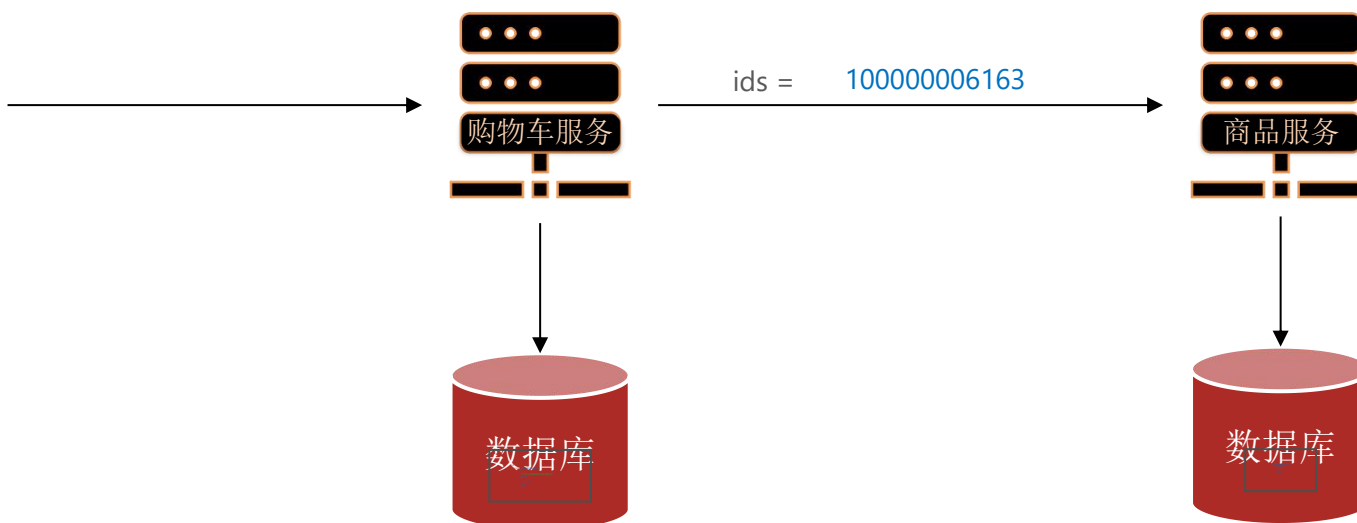 ids = 100000006163
购物车服务
商品服务
数据库
数据库